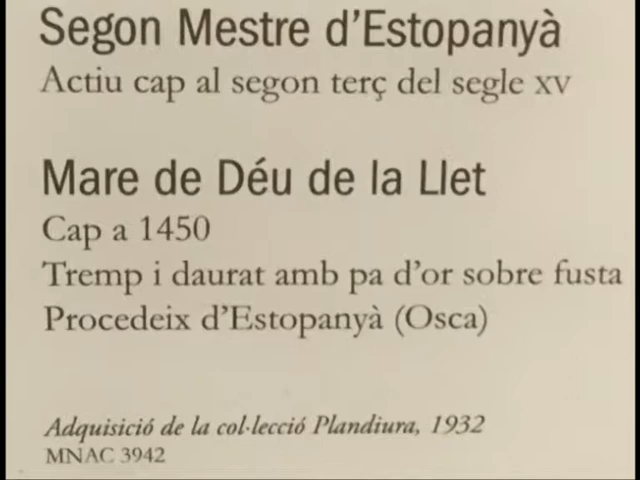 Segon Mestre d'Estopanyà
Actiu cap al segon terç del segle XV
Mare de Déu de la Llet
Cap a 1450
Tremp i daurat amb pa d'or sobre fusta
Procedeix d'Estopanyà (Osca)
Adquisició de la col·lecció Plandiura, 1932
MNAC 3942